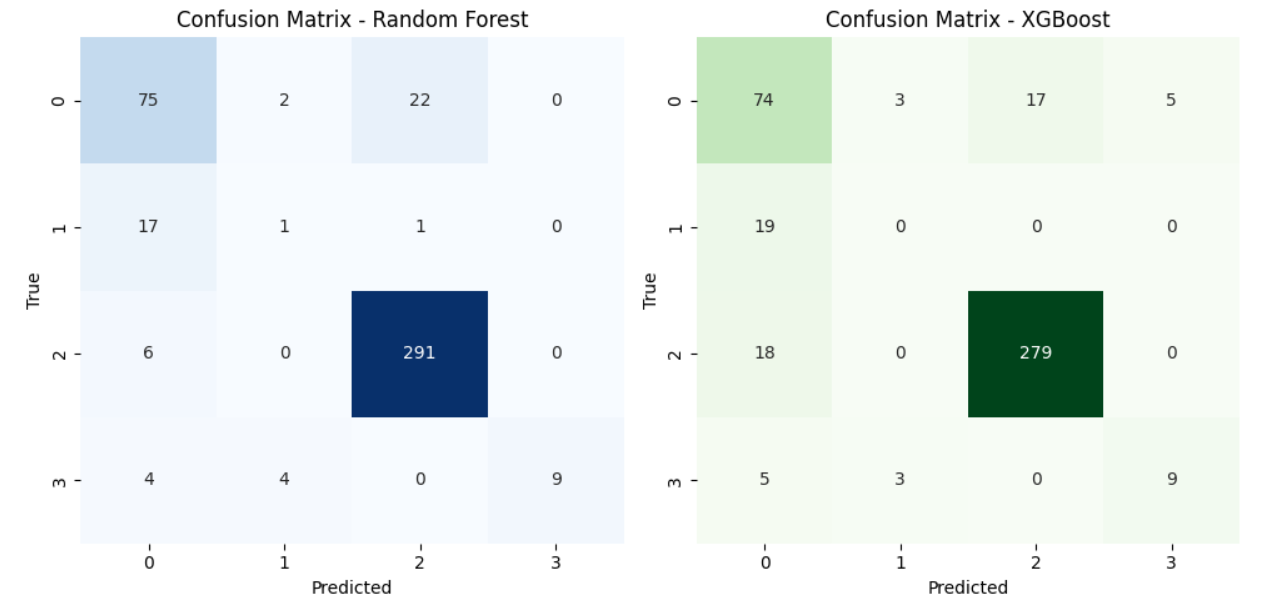 Confusion Matrix - Random Forest
0 75 2 22 0
1 17 1 1 0
True
2 6 0 291 0
3 4 4 0 9
0 1 2 3
Predicted
Confusion Matrix - XGBoost
0 74 3 17 5
1 19 0 0 0
True
2 18 0 279 0
3 5 3 0 9
0 1 2 3
Predicted